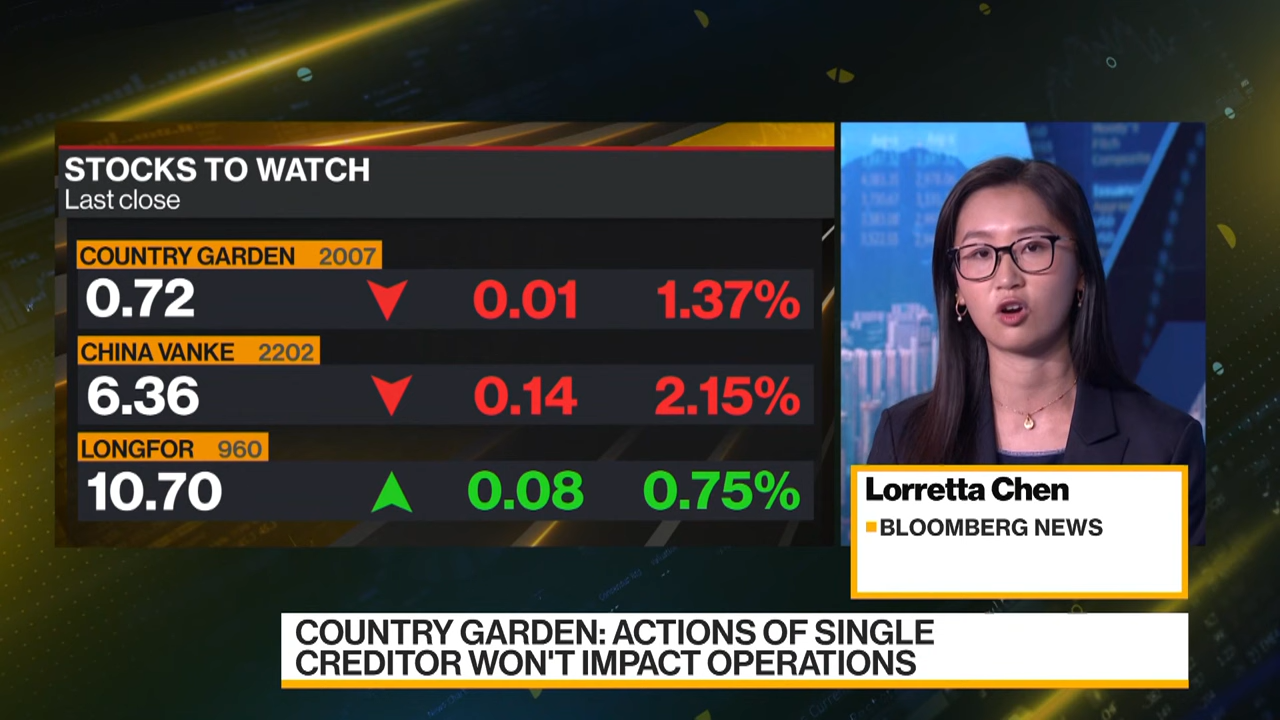 STOCKS TO WATCH
Last close
COUNTRY GARDEN 2007
0.72 ▼ 0.01 1.37%
CHINA VANKE 2202
6.36 ▼ 0.14 2.15%
LONGFOR 960
10.70 ▲ 0.08 0.75%
Lorretta Chen
BLOOMBERG NEWS
COUNTRY GARDEN: ACTIONS OF SINGLE
CREDITOR WON'T IMPACT OPERATIONS